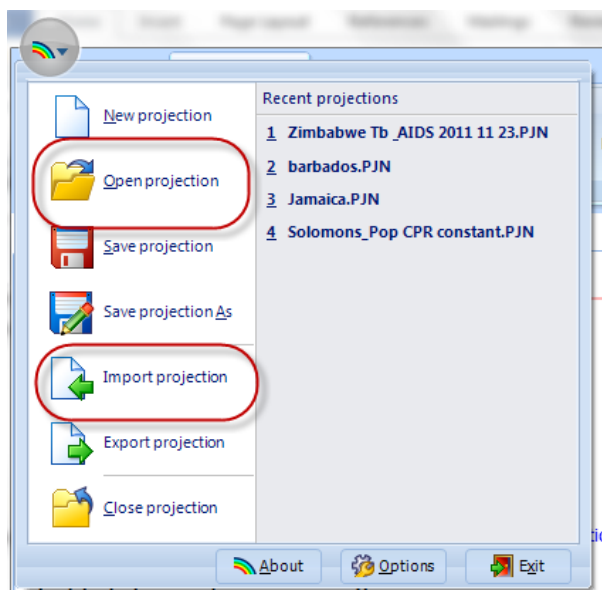 New projection
Open projection
Save projection
Save projection As
Import projection
Export projection
Close projection
Recent projections
1 Zimbabwe Tb _AIDS 2011 11 23.PJN
2 barbados.PJN
3 Jamaica.PJN
4 Solomons_Pop CPR constant.PJN
About
Options
Exit